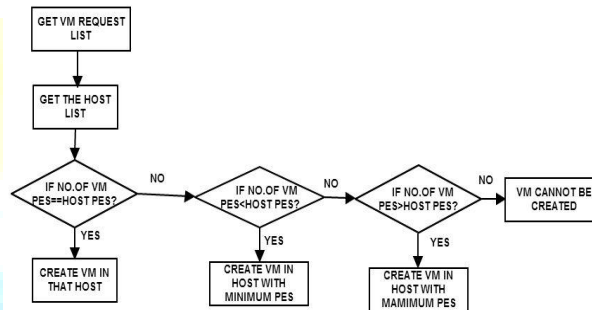 GET VM REQUEST
LIST
GET THE HOST
LIST
IF NO.OF VM
PES==HOST PES?
NO
YES
CREATE VM IN
THAT HOST
IF NO.OF VM
PES<HOST PES?
NO
YES
CREATE VM IN
HOST WITH
MINIMUM PES
IF NO.OF VM
PES>HOST PES?
NO
YES
CREATE VM IN
HOST WITH
MAMIMUM PES
VM CANNOT BE
CREATED